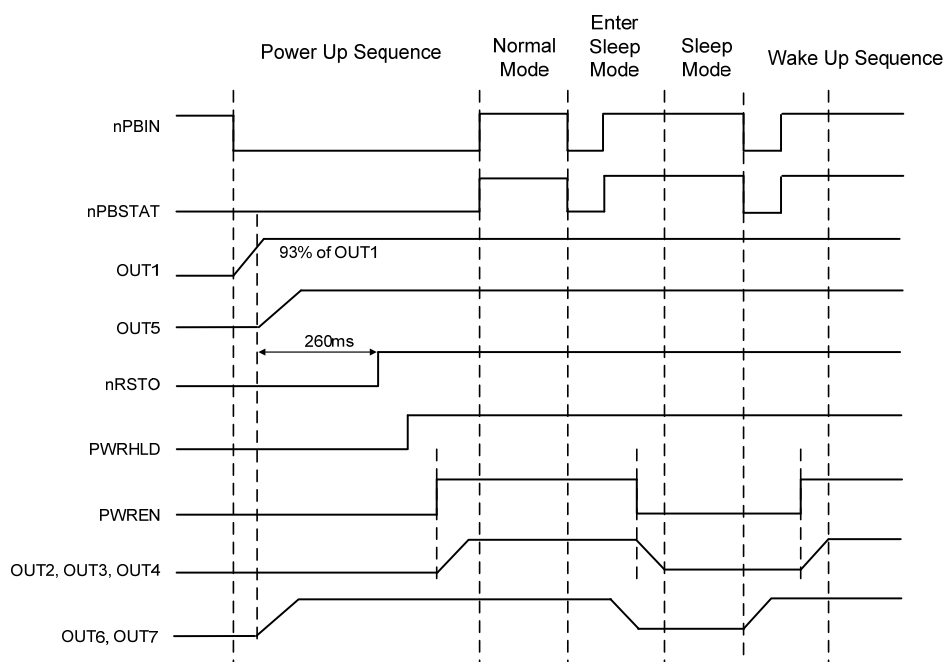 Power Up Sequence
Normal
Mode
Enter
Sleep
Mode
Sleep
Mode
Wake Up Sequence
nPBIN
nPBSTAT
OUT1
93% of OUT1
OUT5
260ms
nRSTO
PWRHLD
PWREN
OUT2, OUT3, OUT4
OUT6, OUT7